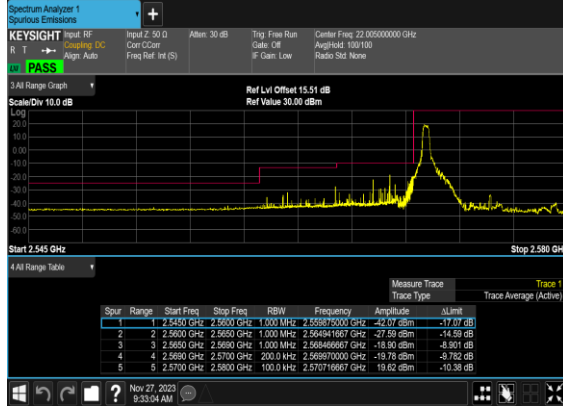 Spectrum Analyzer 1
Spurious Emissions
+
KEYSIGHT Input: RF Input Z: 50 Ω Atten: 30 dB Trig: Free Run Center Freq: 22.005000000 GHz
R T Coupling: DC Corr CCorr Gate: Off Avg|Hold: 100/100
Align: Auto Freq Ref: Int (S) IF Gain: Low Radio Std: None
PASS
3 All Range Graph
Ref Lvl Offset 15.51 dB
Scale/Div 10.0 dB Ref Value 30.00 dBm
Log
20.0
10.0
0.00
-10.0
-20.0
-30.0
-40.0
-50.0
-60.0
Start 2.545 GHz Stop 2.580 GH
4 All Range Table
Measure Trace Trace 1
Trace Type Trace Average (Active)
Spur Range Start Freq Stop Freq RBW Frequency Amplitude ΔLimit
1 1 2.5450 GHz 2.5600 GHz 1.000 MHz 2.559875000 GHz -42.07 dBm -17.07 dB
2 2 2.5600 GHz 2.5650 GHz 1.000 MHz 2.564941667 GHz -27.59 dBm -14.59 dB
3 3 2.5650 GHz 2.5690 GHz 1.000 MHz 2.568466667 GHz -18.90 dBm -8.901 dB
4 4 2.5690 GHz 2.5700 GHz 200.0 kHz 2.569970000 GHz -19.78 dBm -9.782 dB
5 5 2.5700 GHz 2.5800 GHz 100.0 kHz 2.570716667 GHz 19.62 dBm -10.38 dB
? Nov 27, 2023
9:33:04 AM